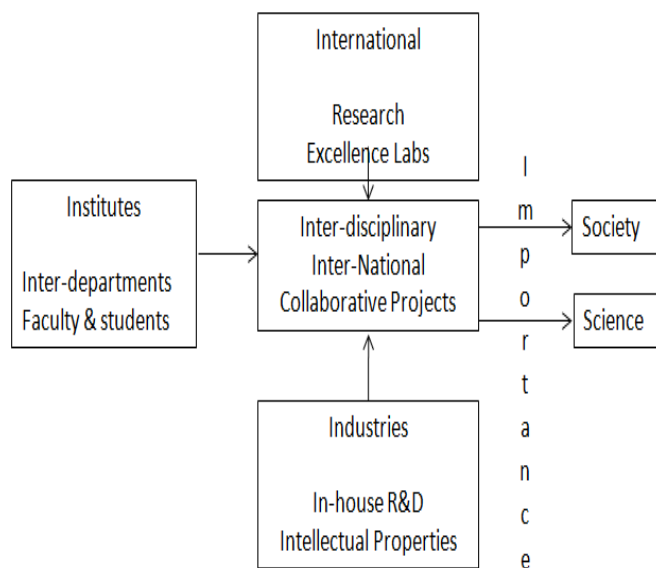 International
Research
Excellence Labs
Institutes
Inter-departments
Faculty & students
Inter-disciplinary
Inter-National
Collaborative Projects
Industries
In-house R&D
Intellectual Properties
Importance
Society
Science